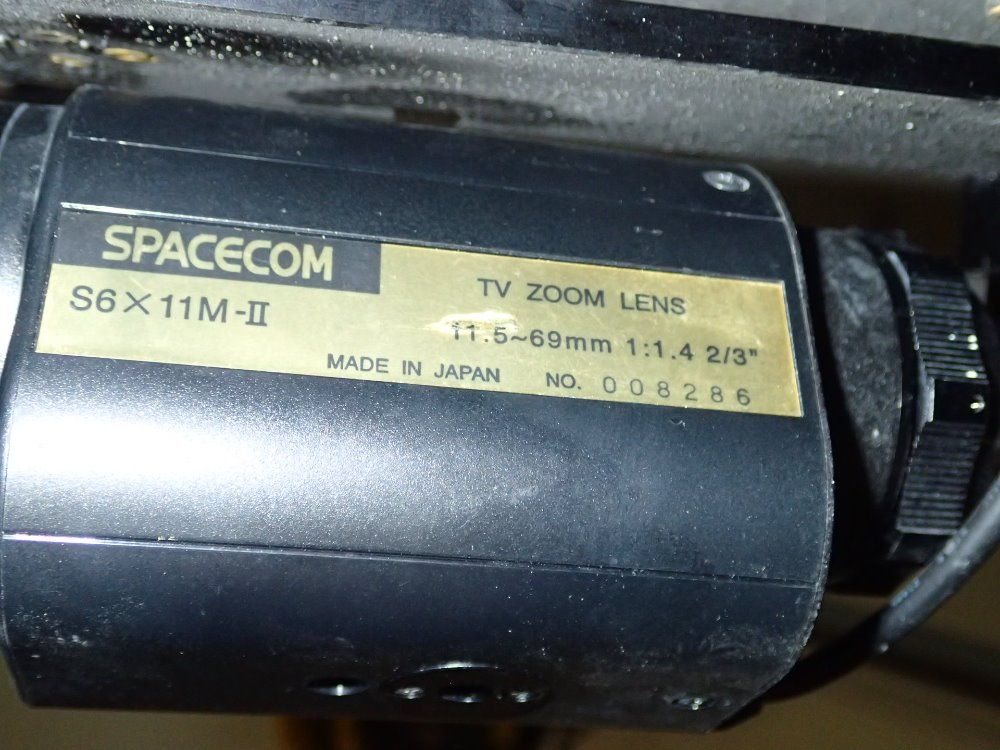 SPACECOM
S6×11M-II
TV ZOOM LENS
11.5~69mm 1:1.4 2/3"
MADE IN JAPAN NO. 008286